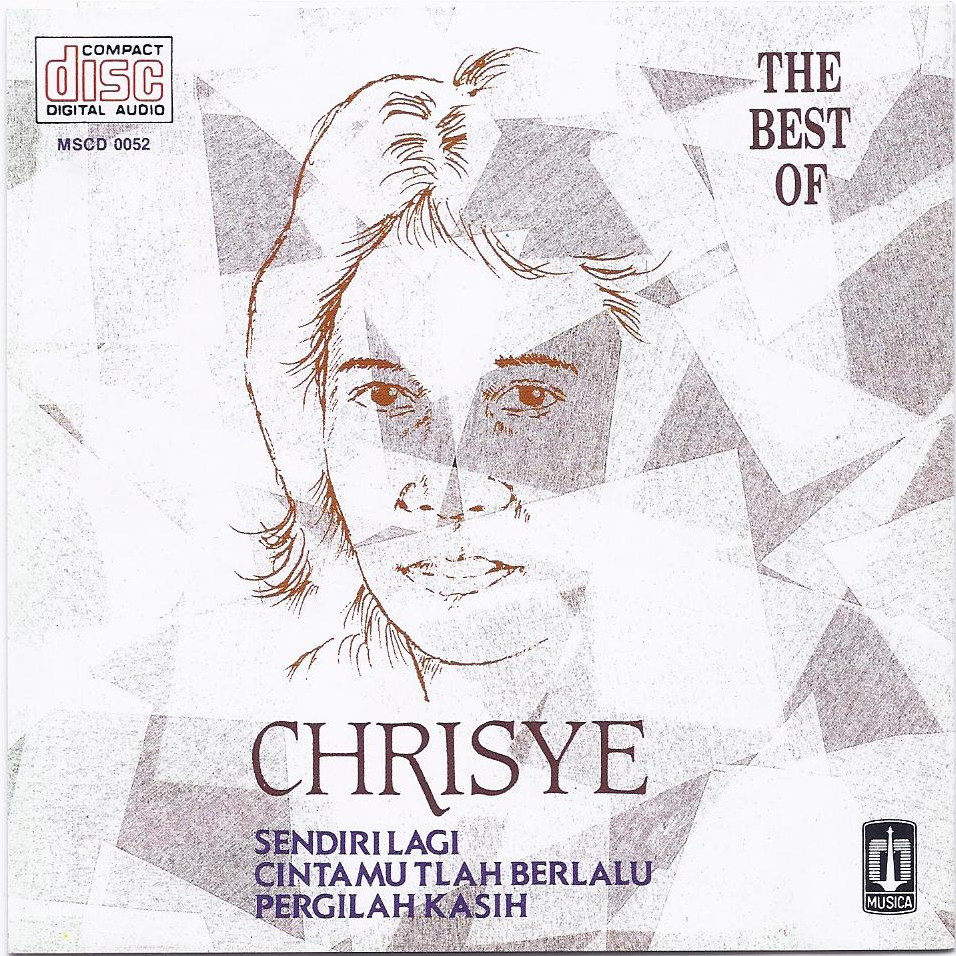 COMPACT
disc
DIGITAL AUDIO
MSCD 0052
THE
BEST
OF
CHRISYE
SENDIRI LAGI
CINTAMU TLAH BERLALU
PERGILAH KASIH
MUSICA